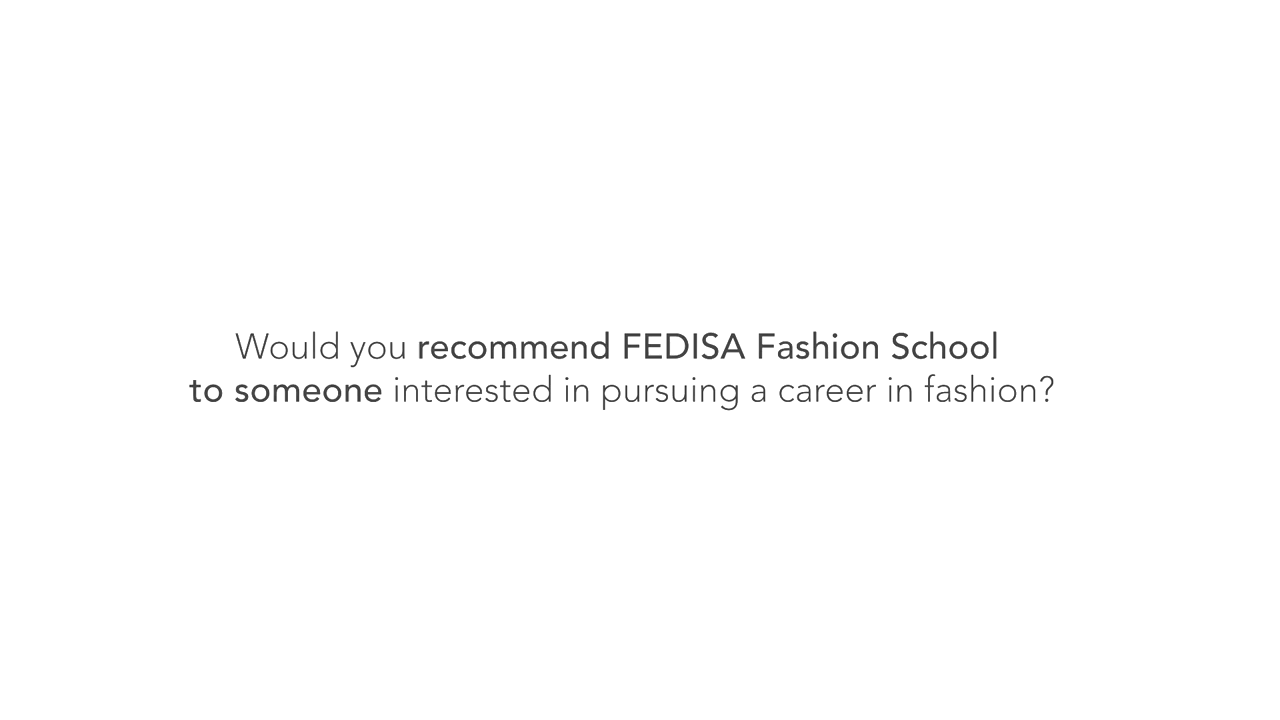 Would you recommend FEDISA Fashion School
to someone interested in pursuing a career in fashion?